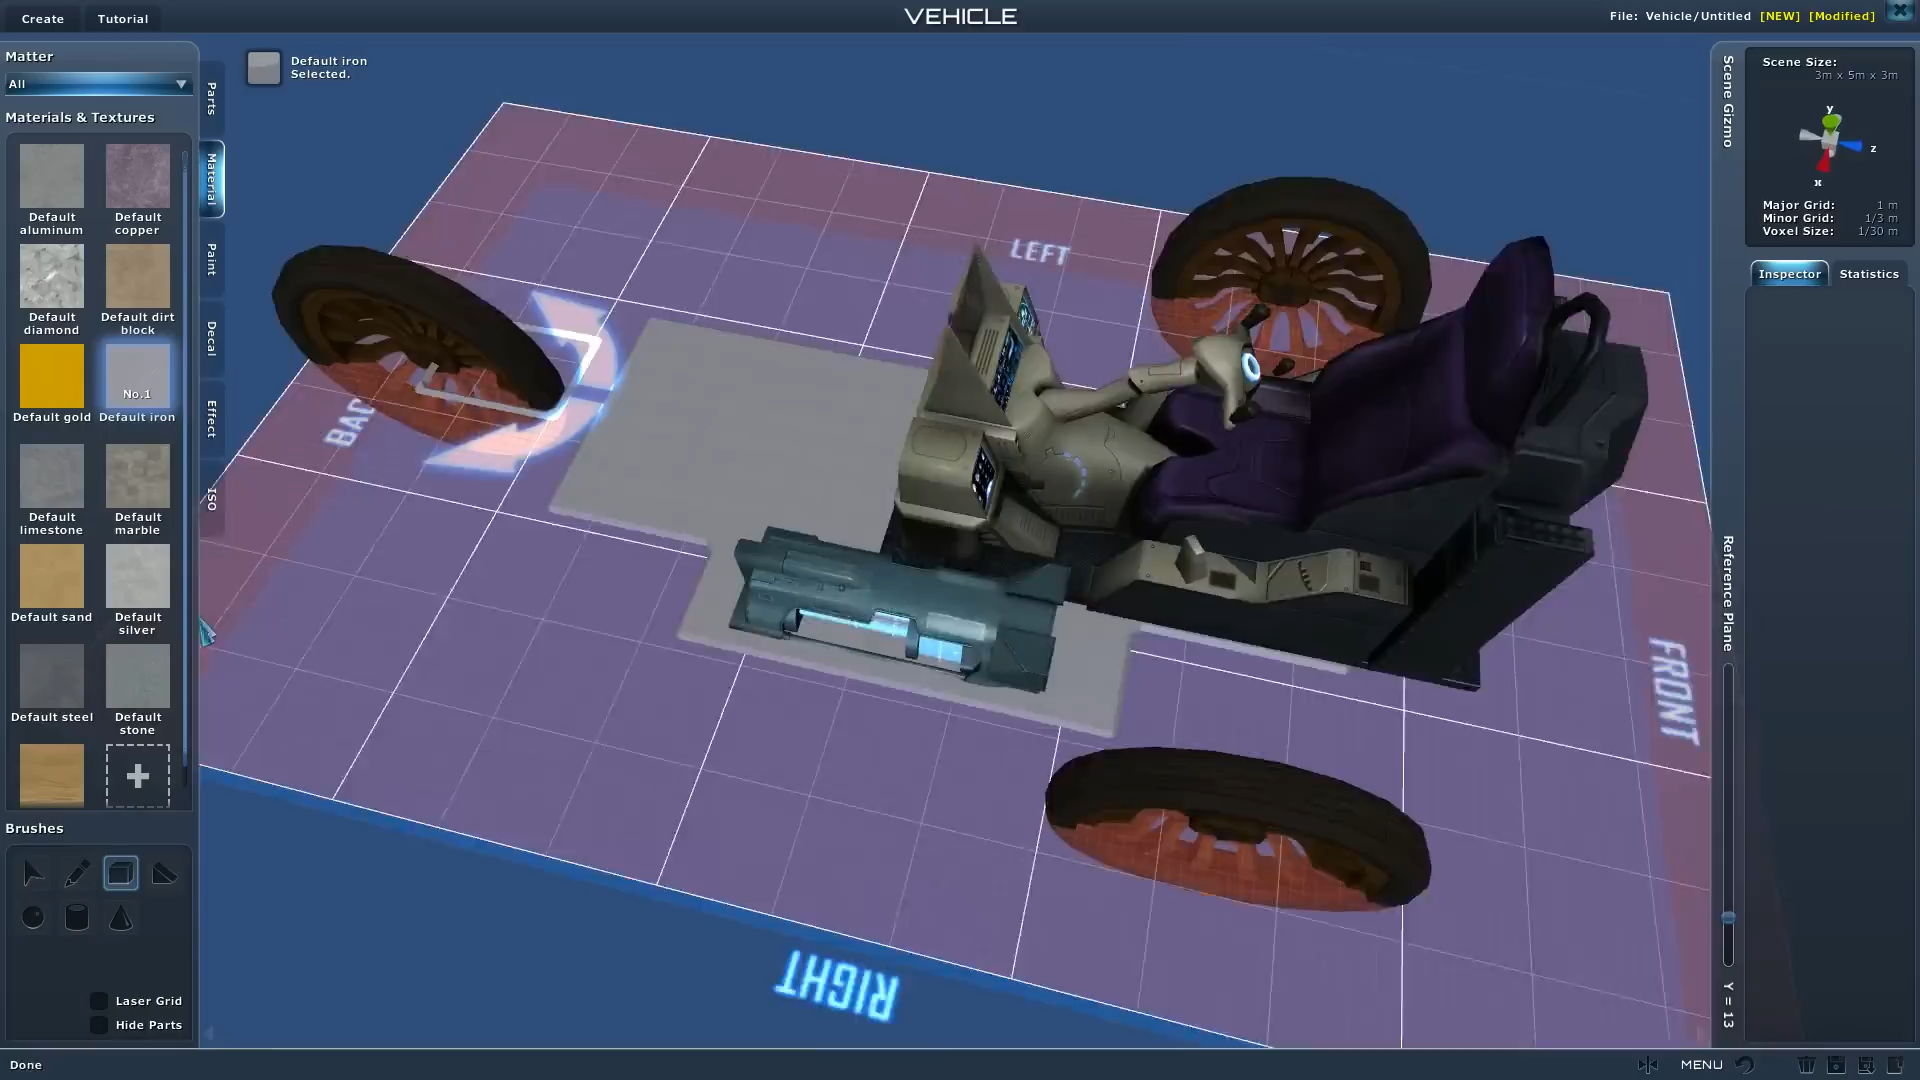 Create
Tutorial
VEHICLE
File: Vehicle/Untitled [NEW] [Modified]
Matter
All
Materials & Textures
Default aluminum
Default copper
Default diamond
Default dirt block
Default gold
No.1
Default iron
Default limestone
Default marble
Default sand
Default silver
Default steel
Default stone
Brushes
Laser Grid
Hide Parts
Done
Parts
Material
Paint
Decal
Effect
ISO
Default iron
Selected.
LEFT
BAC
FRONT
RIGHT
Scene Gizmo
Scene Size:
3m x 5m x 3m
y
z
x
Major Grid: 1 m
Minor Grid: 1/3 m
Voxel Size: 1/30 m
Inspector
Statistics
Reference Plane
Y = 13
MENU